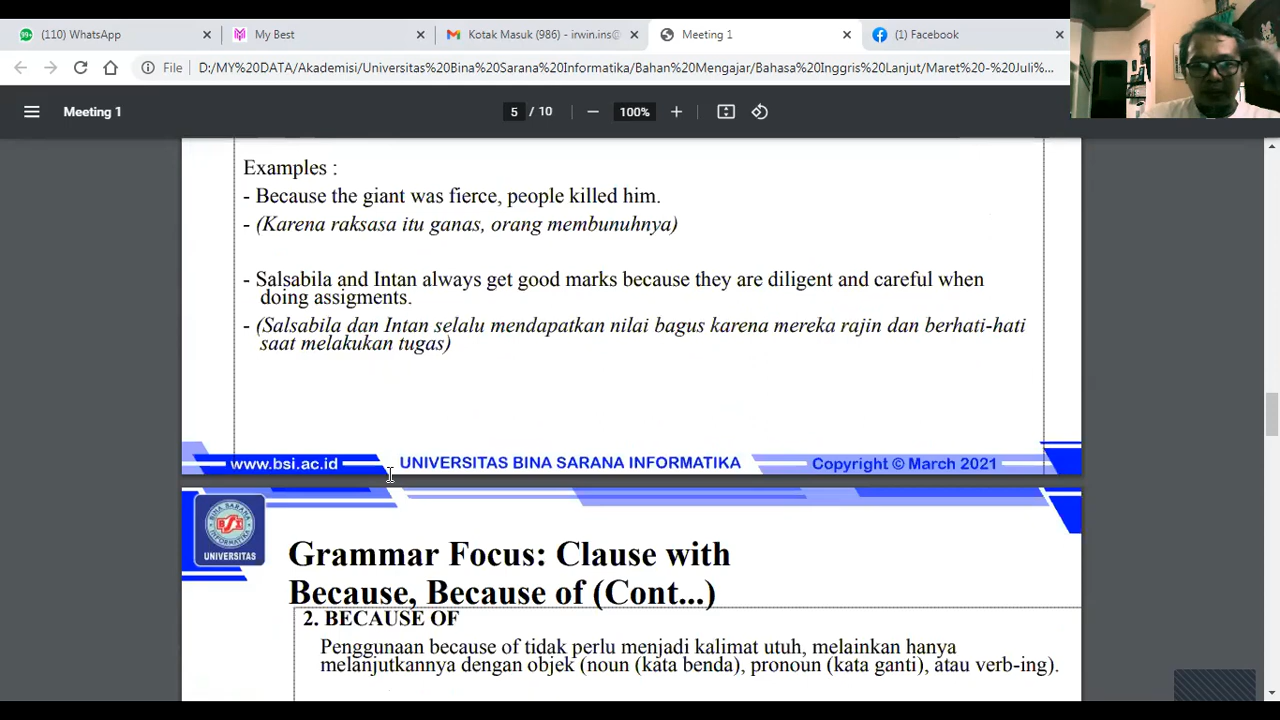 99+ (110) WhatsApp
My Best
Kotak Masuk (986) - irwin.ins@
Meeting 1
(1) Facebook
File D:/MY%20DATA/Akademisi/Universitas%20Bina%20Sarana%20Informatika/Bahan%20Mengajar/Bahasa%20Inggris%20Lanjut/Maret%20-%20Juli%...
Meeting 1
5 / 10
100%
Examples :
- Because the giant was fierce, people killed him.
- (Karena raksasa itu ganas, orang membunuhnya)
- Salsabila and Intan always get good marks because they are diligent and careful when
doing assigments.
- (Salsabila dan Intan selalu mendapatkan nilai bagus karena mereka rajin dan berhati-hati
saat melakukan tugas)
www.bsi.ac.id
UNIVERSITAS BINA SARANA INFORMATIKA
Copyright © March 2021
BINA SARANA INFORMATIKA
BSI
UNIVERSITAS
Grammar Focus: Clause with
Because, Because of (Cont...)
2. BECAUSE OF
Penggunaan because of tidak perlu menjadi kalimat utuh, melainkan hanya
melanjutkannya dengan objek (noun (kata benda), pronoun (kata ganti), atau verb-ing).